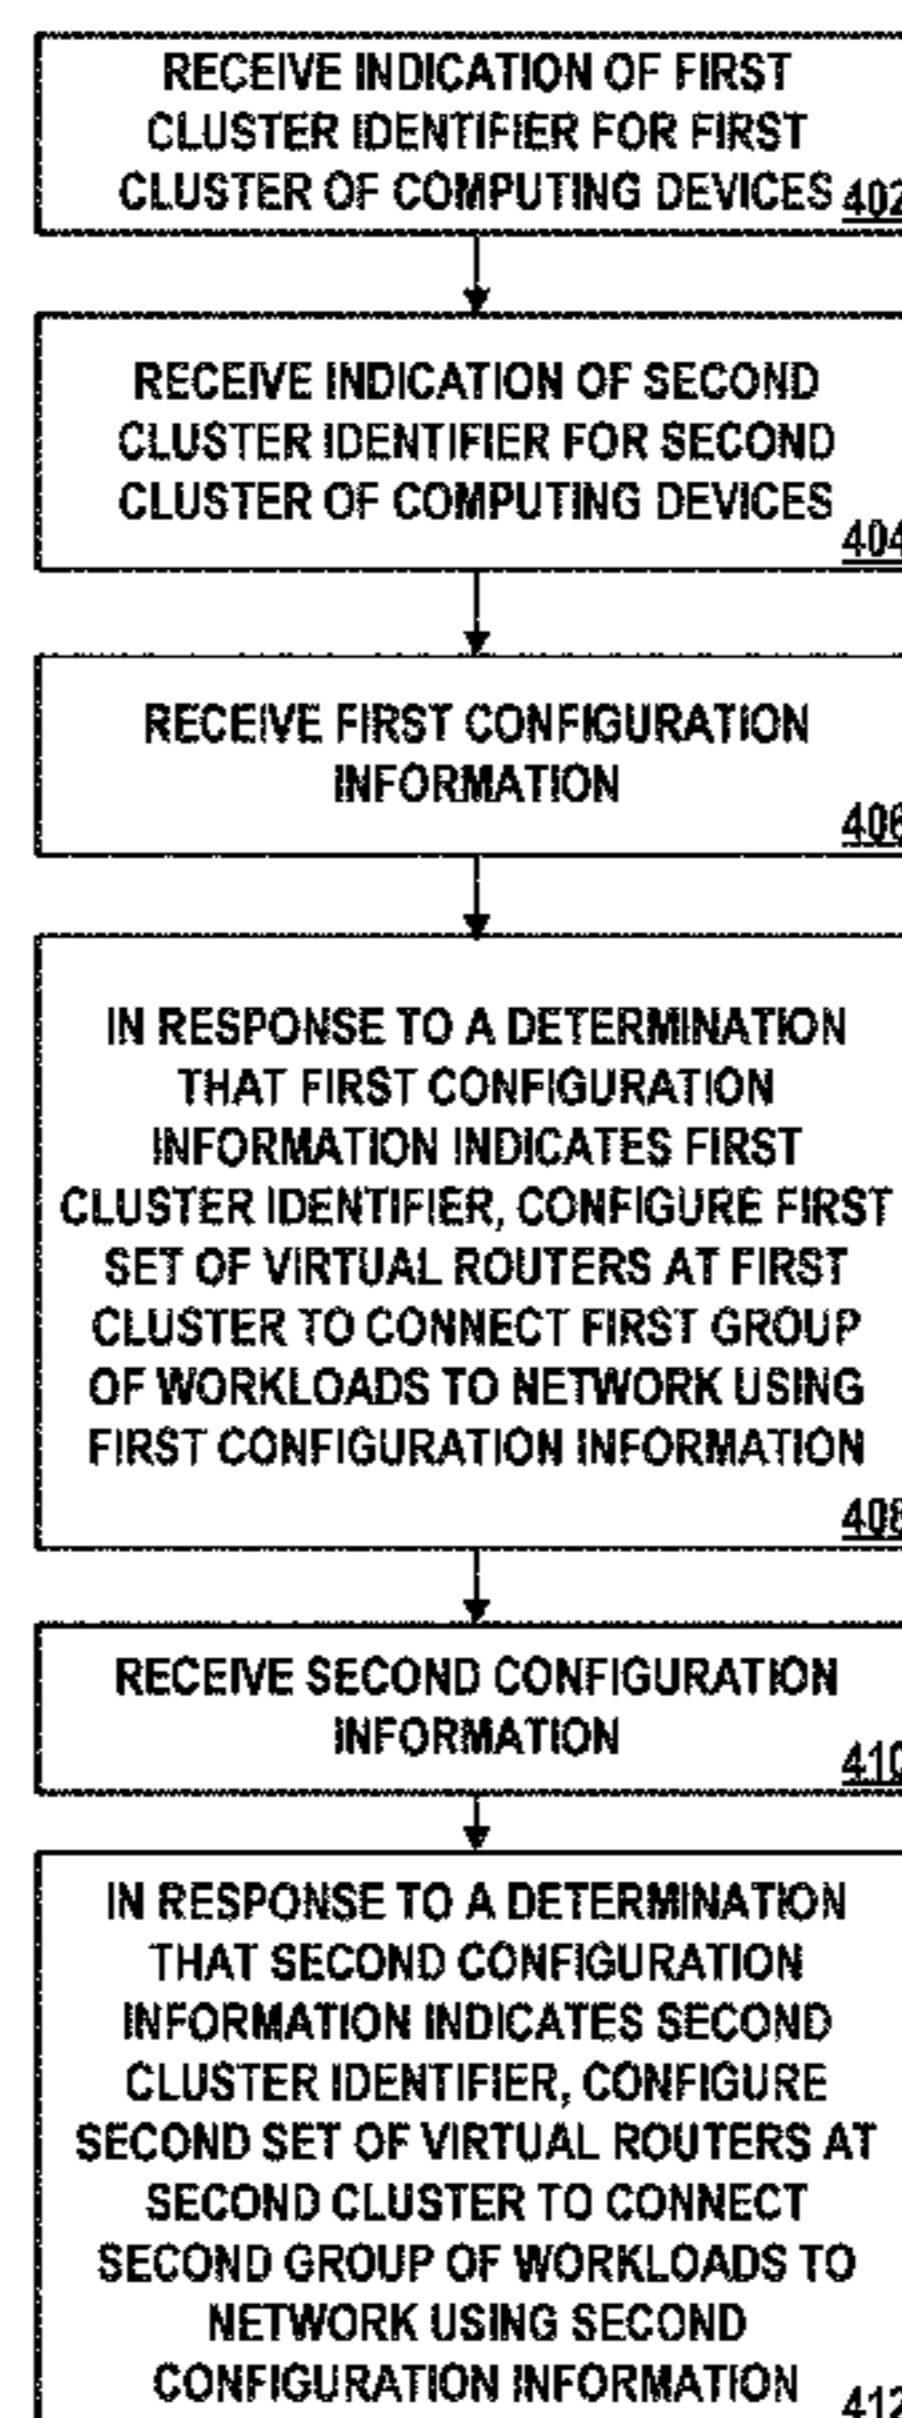 RECEIVE INDICATION OF FIRST
CLUSTER IDENTIFIER FOR FIRST
CLUSTER OF COMPUTING DEVICES 402
RECEIVE INDICATION OF SECOND
CLUSTER IDENTIFIER FOR SECOND
CLUSTER OF COMPUTING DEVICES
404
RECEIVE FIRST CONFIGURATION
INFORMATION
406
IN RESPONSE TO A DETERMINATION
THAT FIRST CONFIGURATION
INFORMATION INDICATES FIRST
CLUSTER IDENTIFIER, CONFIGURE FIRST
SET OF VIRTUAL ROUTERS AT FIRST
CLUSTER TO CONNECT FIRST GROUP
OF WORKLOADS TO NETWORK USING
FIRST CONFIGURATION INFORMATION
408
RECEIVE SECOND CONFIGURATION
INFORMATION
410
IN RESPONSE TO A DETERMINATION
THAT SECOND CONFIGURATION
INFORMATION INDICATES SECOND
CLUSTER IDENTIFIER, CONFIGURE
SECOND SET OF VIRTUAL ROUTERS AT
SECOND CLUSTER TO CONNECT
SECOND GROUP OF WORKLOADS TO
NETWORK USING SECOND
CONFIGURATION INFORMATION
412